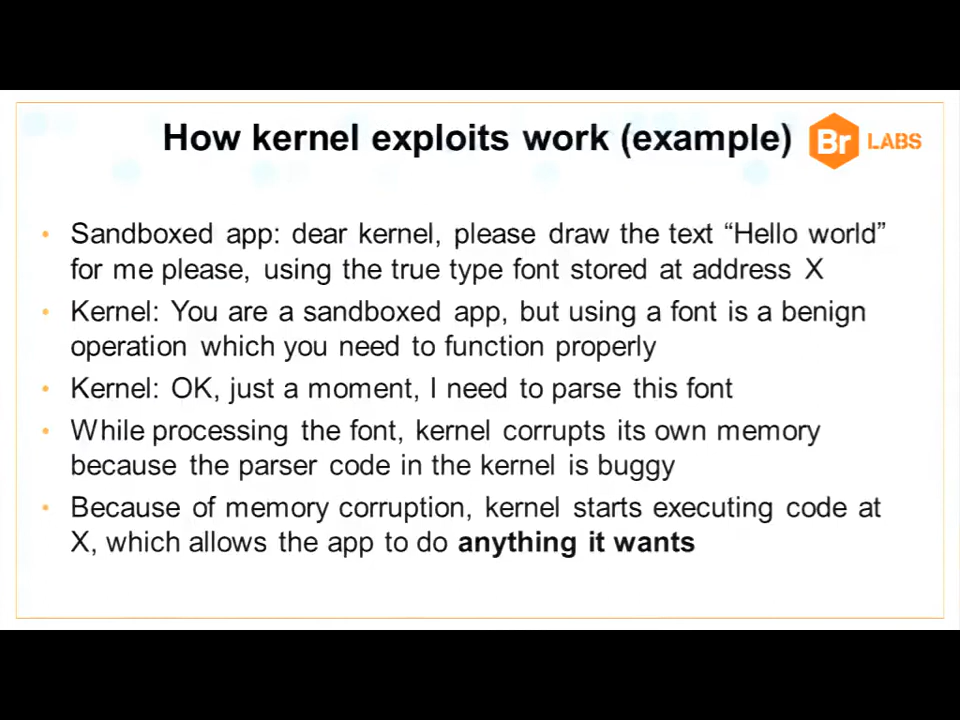 How kernel exploits work (example)
Br LABS
• Sandboxed app: dear kernel, please draw the text “Hello world”
for me please, using the true type font stored at address X
• Kernel: You are a sandboxed app, but using a font is a benign
operation which you need to function properly
• Kernel: OK, just a moment, I need to parse this font
• While processing the font, kernel corrupts its own memory
because the parser code in the kernel is buggy
• Because of memory corruption, kernel starts executing code at
X, which allows the app to do anything it wants